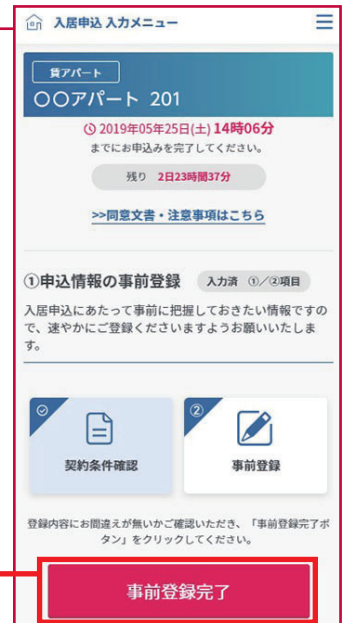 入居申込 入力メニュー
賃アパート
〇〇アパート 201
2019年05年25日(土) 14時06分
までにお申込みを完了してください。
残り 2日23時間37分
>>同意文書・注意事項はこちら
①申込情報の事前登録 入力済 ①/②項目
入居申込にあたって事前に把握しておきたい情報ですの
で、速やかにご登録くださいますようお願いいたしま
す。
②
契約条件確認 事前登録
登録内容にお間違えが無いかご確認いただき、「事前登録完了ボ
タン」をクリックしてください。
事前登録完了